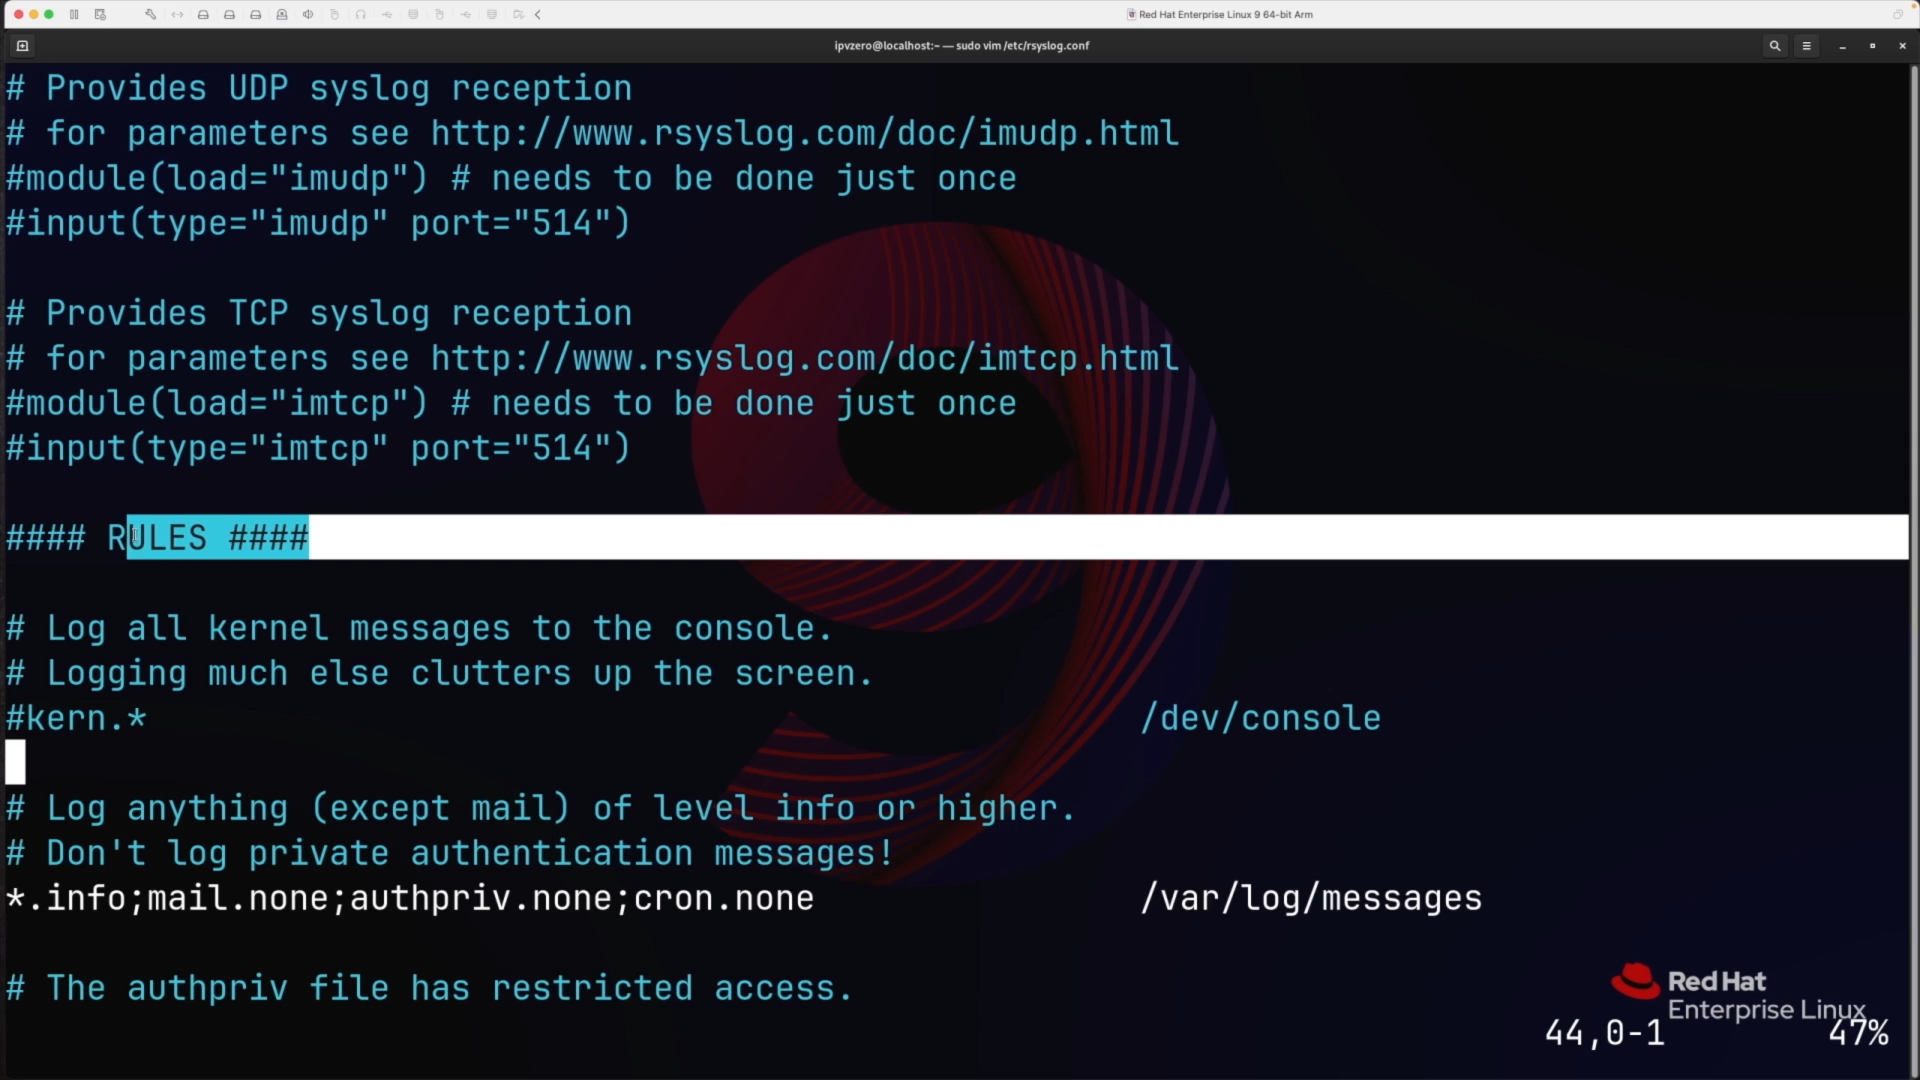 Red Hat Enterprise Linux 9 64-bit Arm
ipvzero@localhost:~ — sudo vim /etc/rsyslog.conf
# Provides UDP syslog reception
# for parameters see http://www.rsyslog.com/doc/imudp.html
#module(load="imudp") # needs to be done just once
#input(type="imudp" port="514")
# Provides TCP syslog reception
# for parameters see http://www.rsyslog.com/doc/imtcp.html
#module(load="imtcp") # needs to be done just once
#input(type="imtcp" port="514")
#### RULES ####
# Log all kernel messages to the console.
# Logging much else clutters up the screen.
#kern.* /dev/console
# Log anything (except mail) of level info or higher.
# Don't log private authentication messages!
*.info;mail.none;authpriv.none;cron.none /var/log/messages
# The authpriv file has restricted access.
Red Hat
Enterprise Linux
44,0-1 47%